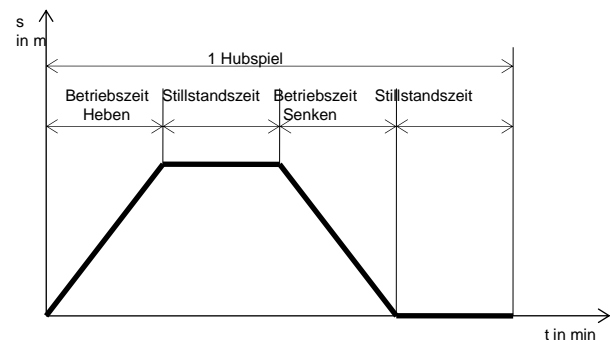 s
in m
1 Hubspiel
Betriebszeit Stillstandszeit Betriebszeit Stillstandszeit
Heben Senken
t in min